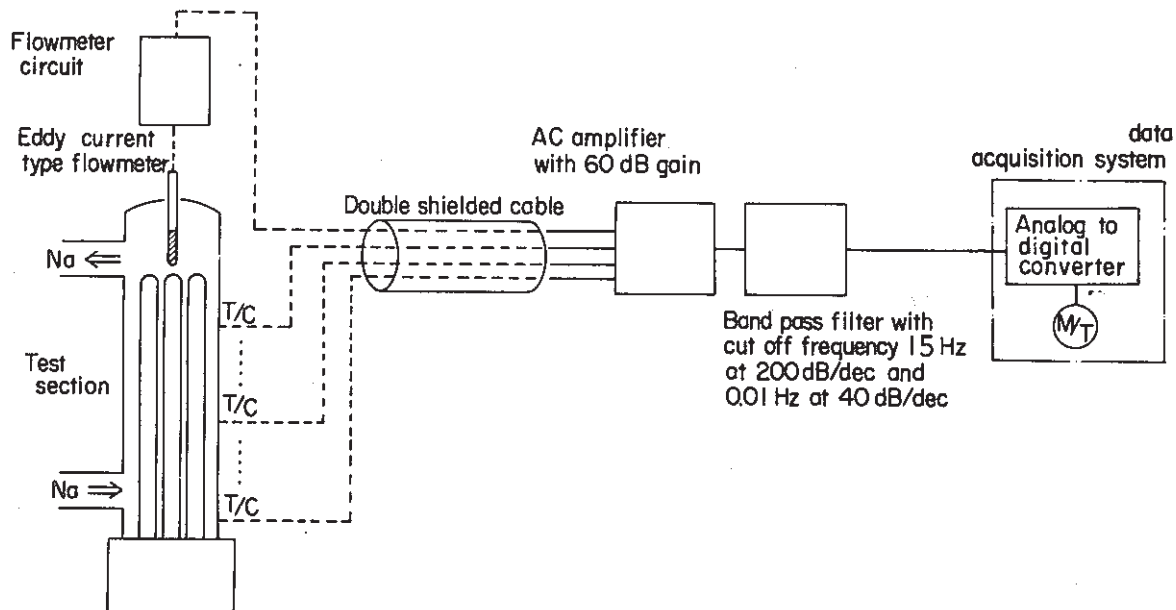 Flowmeter
circuit
Eddy current
type flowmeter
Na
Test
section
Na
T/C
T/C
T/C
Double shielded cable
AC amplifier
with 60 dB gain
Band pass filter with
cut off frequency 15 Hz
at 200 dB/dec and
0.01 Hz at 40 dB/dec
data
acquisition system
Analog to
digital
converter
M/T